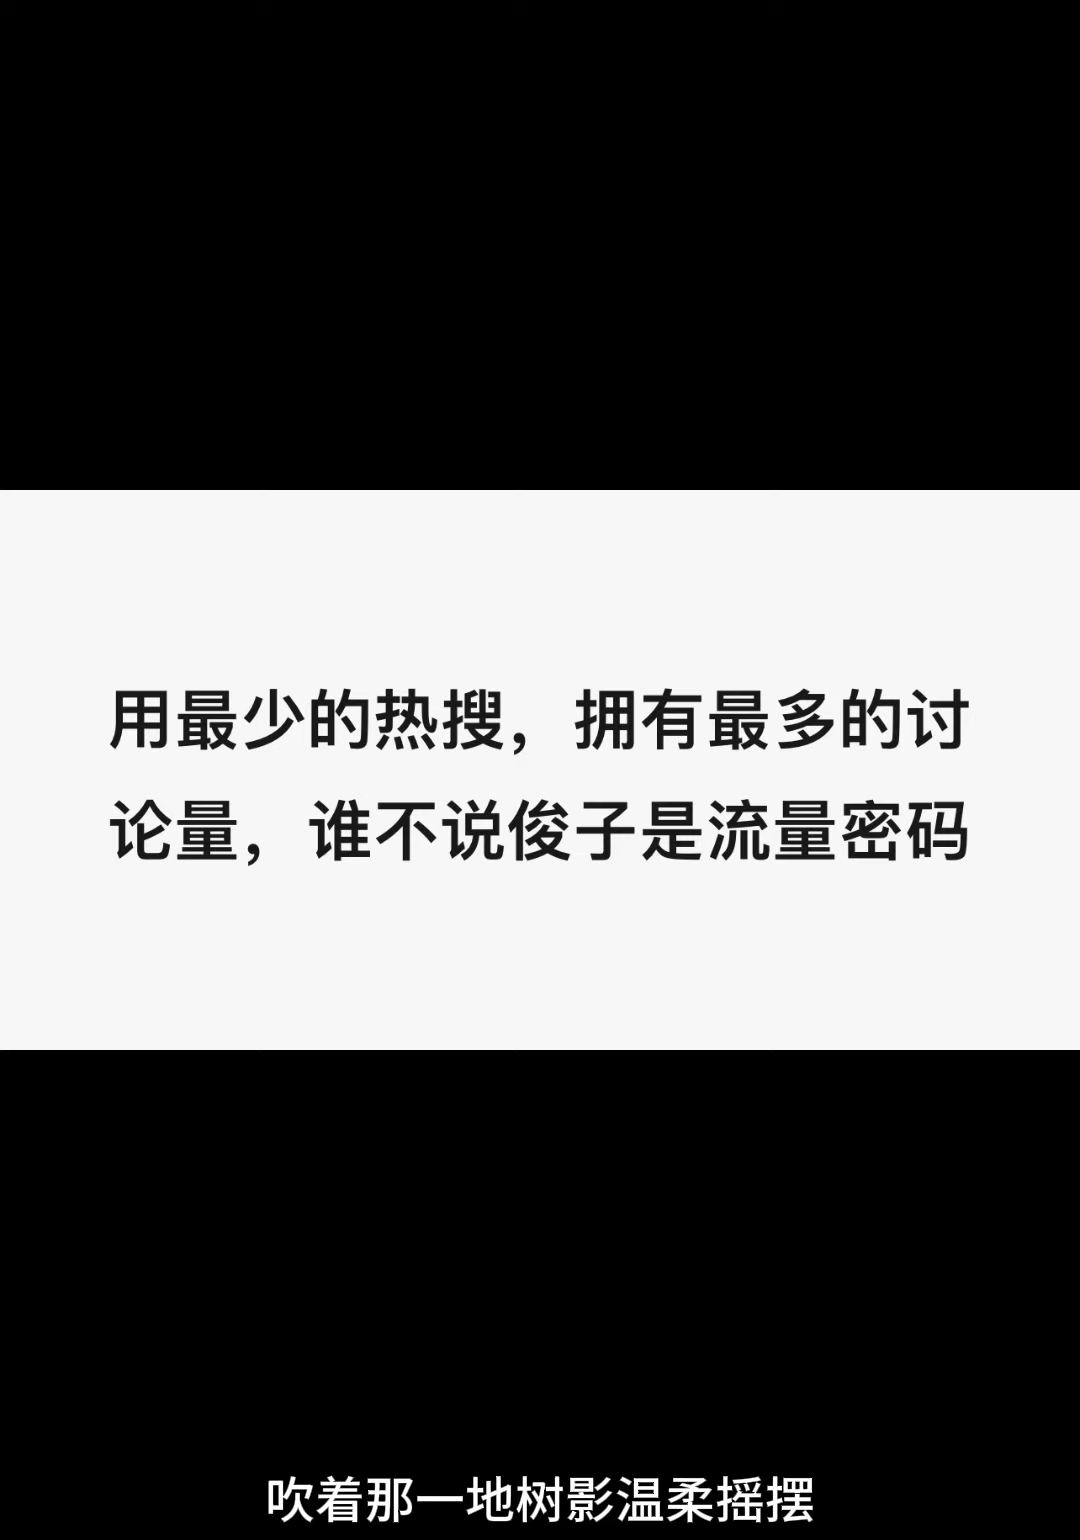 用最少的热搜，拥有最多的讨
论量，谁不说俊子是流量密码
吹着那一地树影温柔摇摆